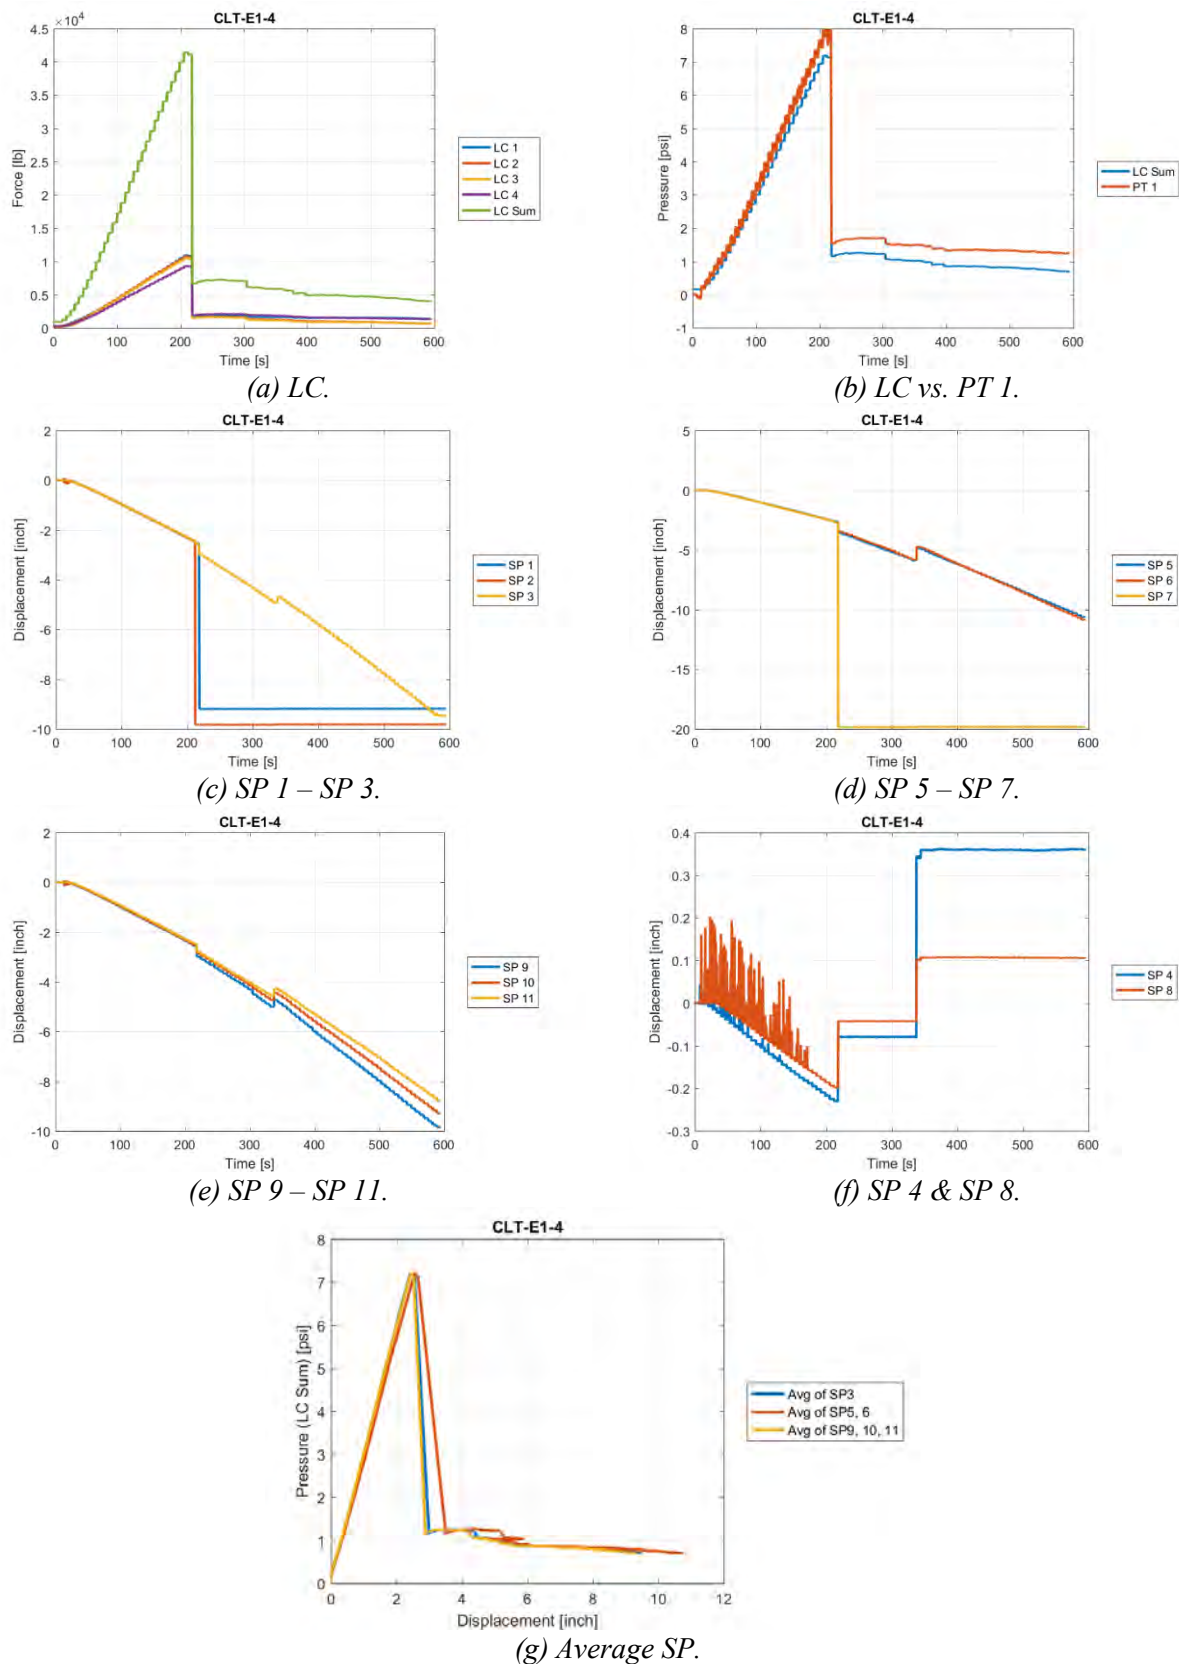 CLT-E1-4
×10⁴
4.5
4
3.5
3
2.5
2
1.5
1
0.5
0
Force [lb]
0 100 200 300 400 500 600
Time [s]
LC 1
LC 2
LC 3
LC 4
LC Sum
(a) LC.
CLT-E1-4
8
7
6
5
4
3
2
1
0
-1
Pressure [psi]
0 100 200 300 400 500 600
Time [s]
LC Sum
PT 1
(b) LC vs. PT 1.
CLT-E1-4
2
0
-2
-4
-6
-8
-10
Displacement [inch]
0 100 200 300 400 500 600
Time [s]
SP 1
SP 2
SP 3
(c) SP 1 – SP 3.
CLT-E1-4
5
0
-5
-10
-15
-20
Displacement [inch]
0 100 200 300 400 500 600
Time [s]
SP 5
SP 6
SP 7
(d) SP 5 – SP 7.
CLT-E1-4
2
0
-2
-4
-6
-8
-10
Displacement [inch]
0 100 200 300 400 500 600
Time [s]
SP 9
SP 10
SP 11
(e) SP 9 – SP 11.
CLT-E1-4
0.4
0.3
0.2
0.1
0
-0.1
-0.2
-0.3
Displacement [inch]
0 100 200 300 400 500 600
Time [s]
SP 4
SP 8
(f) SP 4 & SP 8.
CLT-E1-4
8
7
6
5
4
3
2
1
0
Pressure (LC Sum) [psi]
0 2 4 6 8 10 12
Displacement [inch]
Avg of SP3
Avg of SP5, 6
Avg of SP9, 10, 11
(g) Average SP.